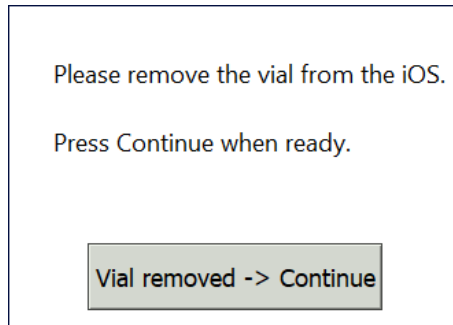 Please remove the vial from the iOS.
Press Continue when ready.
Vial removed -> Continue